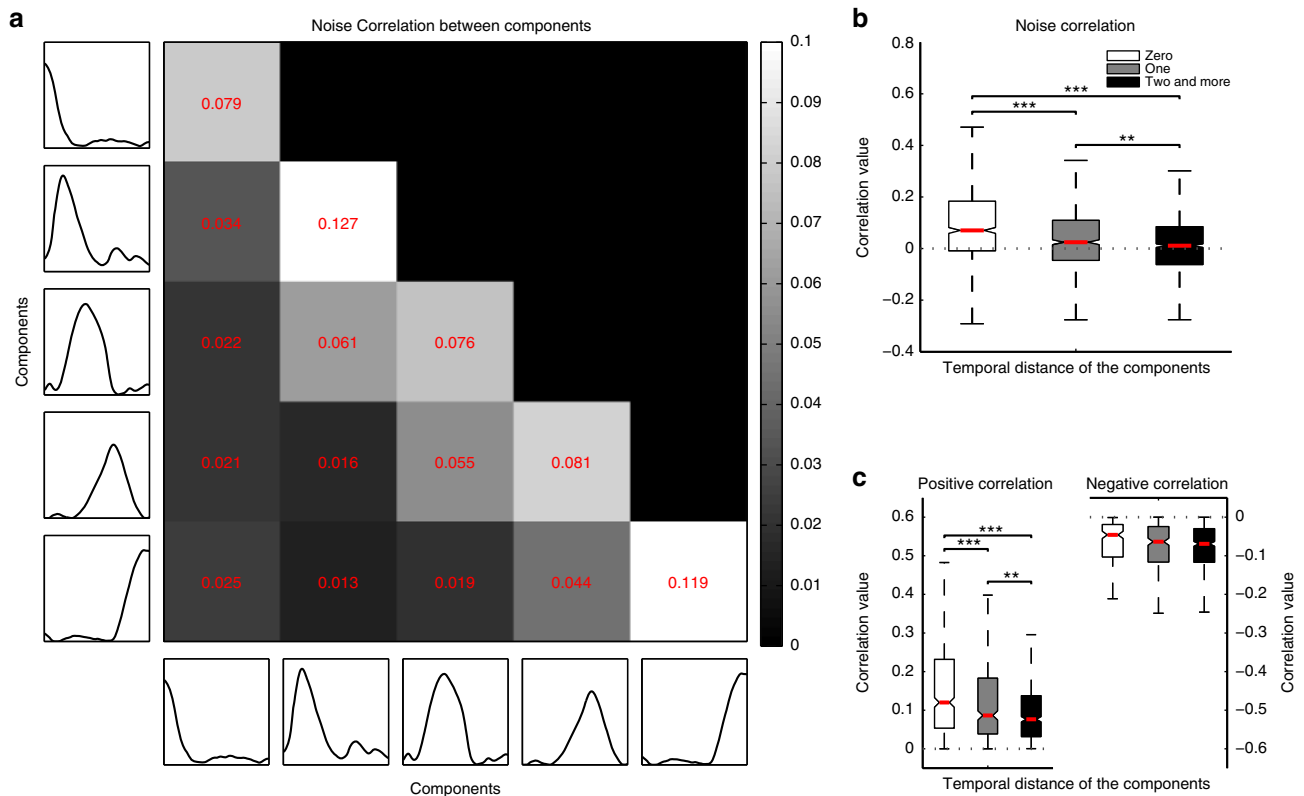 a
Noise Correlation between components
Components
0.079
0.034 0.127
0.022 0.061 0.076
0.021 0.016 0.055 0.081
0.025 0.013 0.019 0.044 0.119
0.1
0.09
0.08
0.07
0.06
0.05
0.04
0.03
0.02
0.01
0
Components
b
Noise correlation
Correlation value
0.8
0.6
0.4
0.2
0
−0.2
−0.4
Zero
One
Two and more
***
***
**
Temporal distance of the components
c
Positive correlation
Correlation value
0.6
0.5
0.4
0.3
0.2
0.1
0
***
***
**
Negative correlation
0
−0.1
−0.2
−0.3
−0.4
−0.5
−0.6
Correlation value
Temporal distance of the components